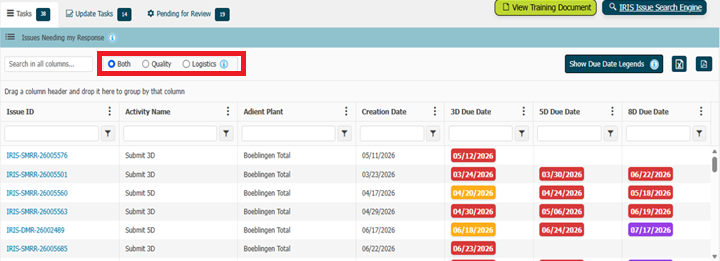 Tasks 38 Update Tasks 14 Pending for Review 19 View Training Document IRIS Issue Search Engine
Issues Needing my Response
Search in all columns... Both Quality Logistics Show Due Date Legends
Drag a column header and drop it here to group by that column
Issue ID Activity Name Adient Plant Creation Date 3D Due Date 5D Due Date 8D Due Date
IRIS-SMRR-26005576 Submit 3D Boeblingen Total 05/11/2026 05/12/2026
IRIS-SMRR-26005501 Submit 3D Boeblingen Total 03/23/2026 03/24/2026 03/30/2026 06/22/2026
IRIS-SMRR-26005560 Submit 5D Boeblingen Total 04/17/2026 04/20/2026 04/24/2026 05/18/2026
IRIS-SMRR-26005563 Submit 3D Boeblingen Total 04/29/2026 04/30/2026 05/06/2026 06/19/2026
IRIS-DMR-26002489 Submit 5D Boeblingen Total 06/17/2026 06/18/2026 06/24/2026 07/17/2026
IRIS-SMRR-26005685 Submit 3D Boeblingen Total 06/22/2026 06/23/2026